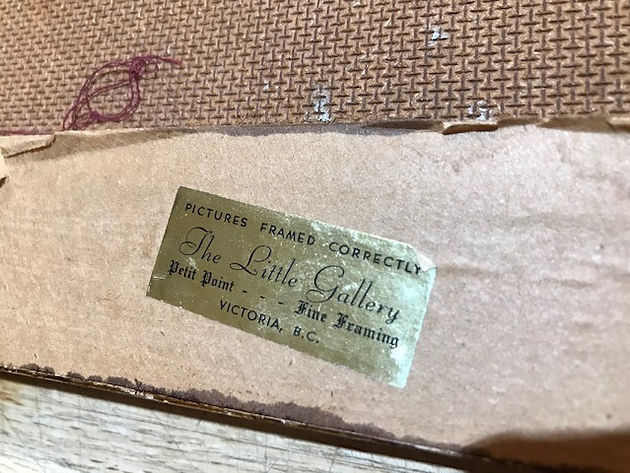 PICTURES FRAMED CORRECTLY
The Little Gallery
Petit Point - - - Fine Framing
VICTORIA, B.C.